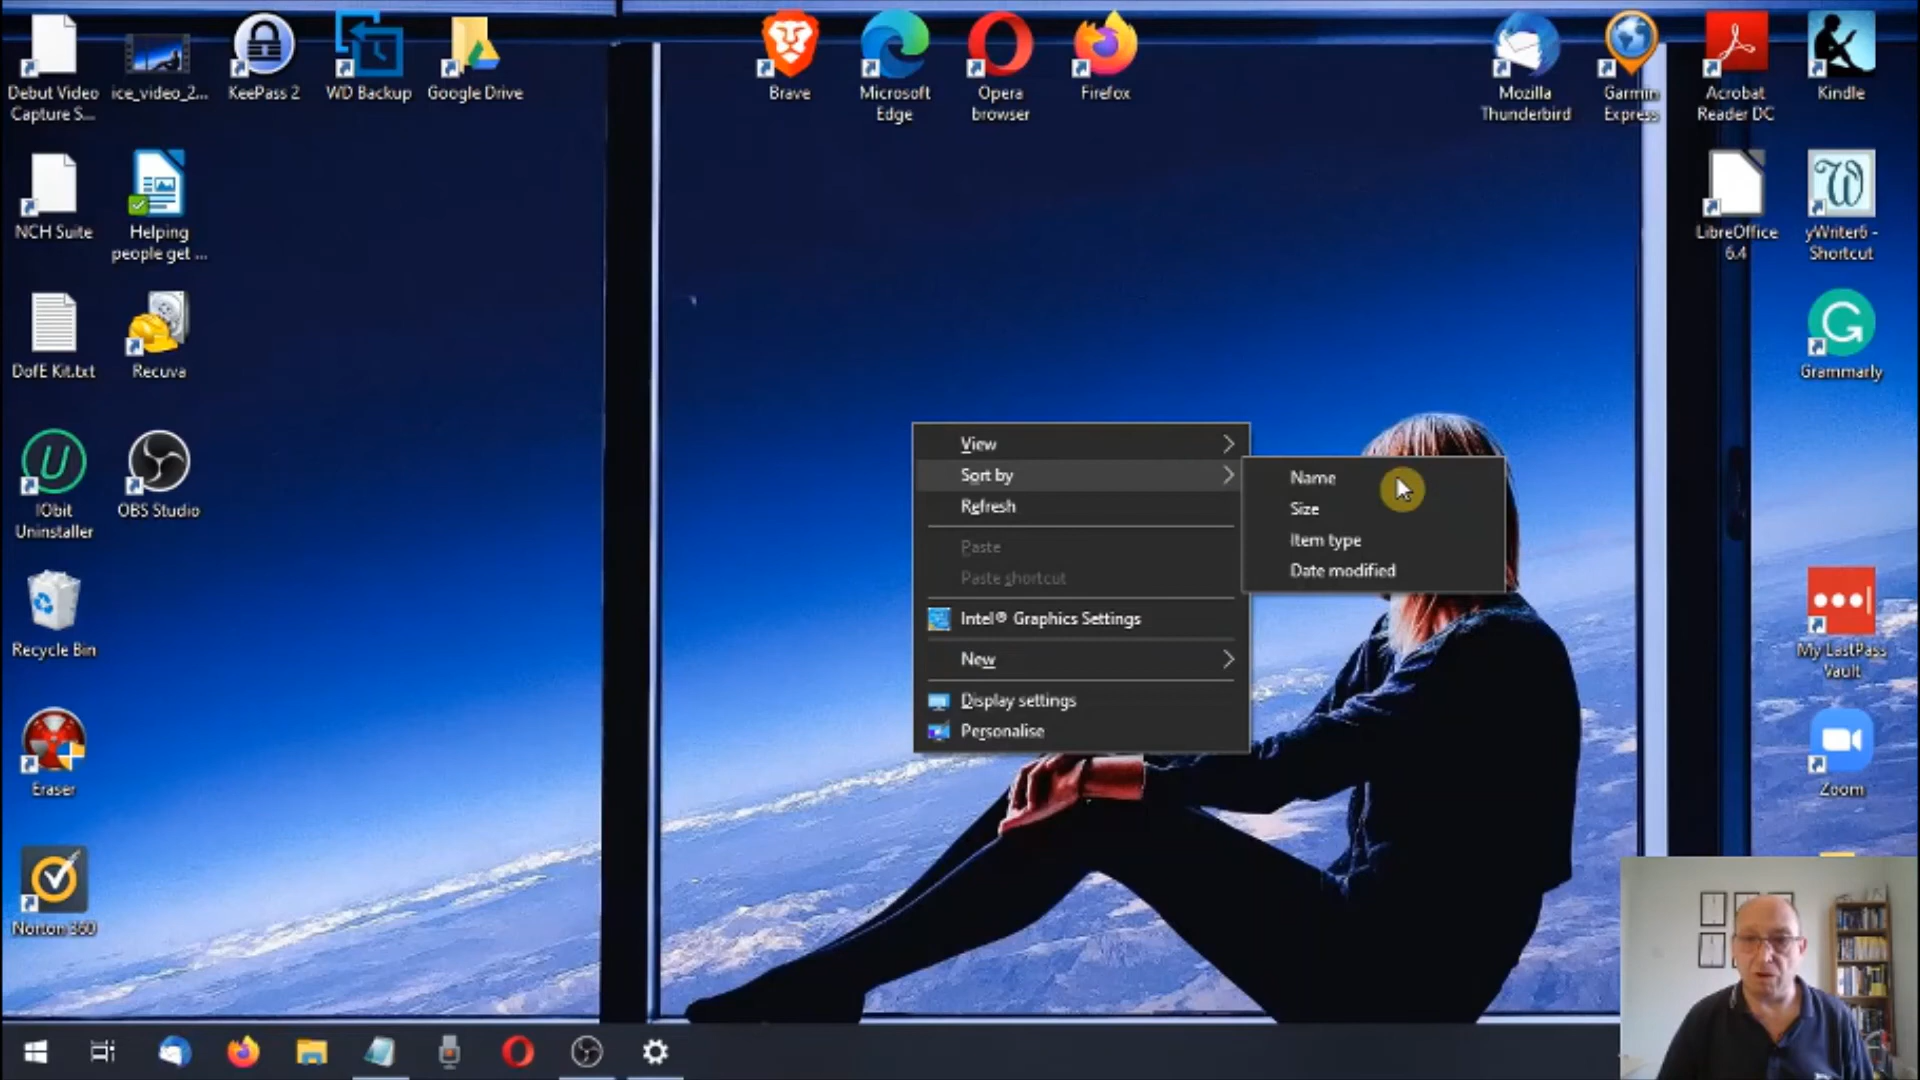 Debut Video
Capture S...
ice_video_2...
KeePass 2
WD Backup
Google Drive
Brave
Microsoft
Edge
Opera
browser
Firefox
Mozilla
Thunderbird
Garmin
Express
Acrobat
Reader DC
Kindle
NCH Suite
Helping
people get ...
LibreOffice
6.4
yWriter6 -
Shortcut
DofE Kit.txt
Recuva
Grammarly
IObit
Uninstaller
OBS Studio
View
Sort by
Refresh
Paste
Paste shortcut
Intel® Graphics Settings
New
Display settings
Personalise
Name
Size
Item type
Date modified
Recycle Bin
My LastPass
Vault
Eraser
Zoom
Norton 360